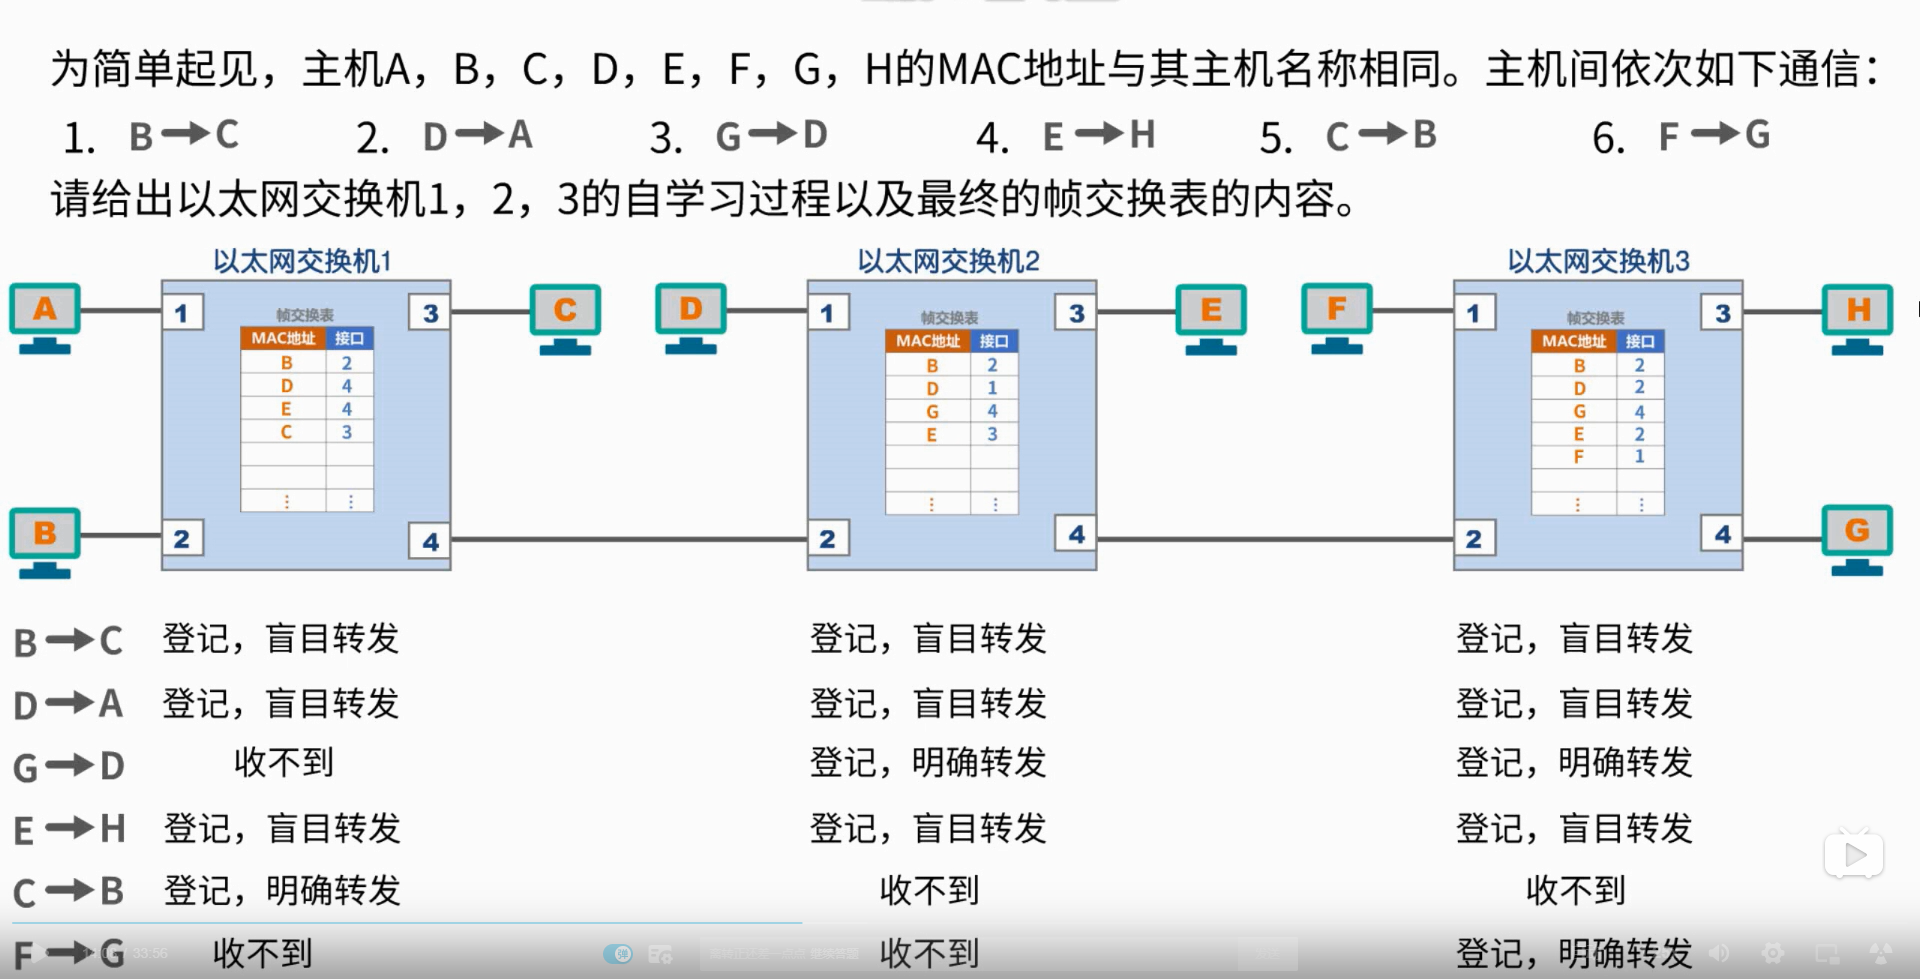 为简单起见，主机A，B，C，D，E，F，G，H的MAC地址与其主机名称相同。主机间依次如下通信：
1. B→C 2. D→A 3. G→D 4. E→H 5. C→B 6. F→G
请给出以太网交换机1，2，3的自学习过程以及最终的帧交换表的内容。
以太网交换机1 以太网交换机2 以太网交换机3
A 1 3 C D 1 3 E F 1 3 H
帧交换表 帧交换表 帧交换表
MAC地址 接口 MAC地址 接口 MAC地址 接口
B 2 B 2 B 2
D 4 D 1 D 2
E 4 G 4 G 4
C 3 E 3 E 2
F 1
⋮ ⋮ ⋮ ⋮ ⋮ ⋮
B 2 4 2 4 2 4 G
B→C 登记，盲目转发 登记，盲目转发 登记，盲目转发
D→A 登记，盲目转发 登记，盲目转发 登记，盲目转发
G→D 收不到 登记，明确转发 登记，明确转发
E→H 登记，盲目转发 登记，盲目转发 登记，盲目转发
C→B 登记，明确转发 收不到 收不到
F→G 收不到 收不到 登记，明确转发
33:56 弹